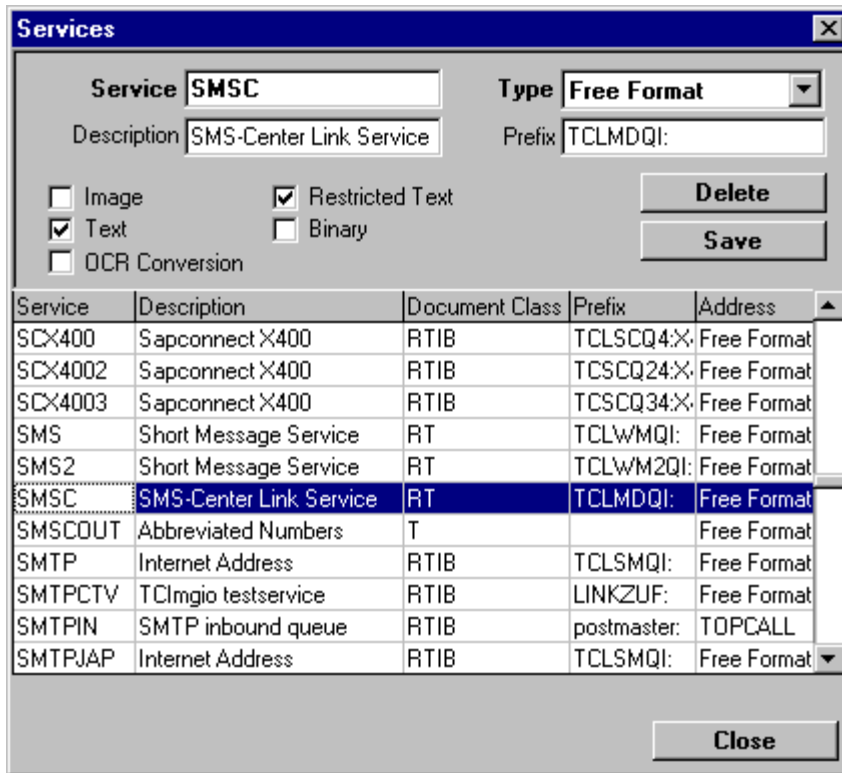 Services
Service SMSC Type Free Format
Description SMS-Center Link Service Prefix TCLMDQI:
Image Restricted Text Delete
Text Binary Save
OCR Conversion
Service Description Document Class Prefix Address
SCX400 Sapconnect X400 RTIB TCLSCQ4:X Free Format
SCX4002 Sapconnect X400 RTIB TCSCQ24:X Free Format
SCX4003 Sapconnect X400 RTIB TCSCQ34:X Free Format
SMS Short Message Service RT TCLWMQI: Free Format
SMS2 Short Message Service RT TCLWM2QI: Free Format
SMSC SMS-Center Link Service RT TCLMDQI: Free Format
SMSCOUT Abbreviated Numbers T Free Format
SMTP Internet Address RTIB TCLSMQI: Free Format
SMTPCTV TCImgio testservice RTIB LINKZUF: Free Format
SMTPIN SMTP inbound queue RTIB postmaster: TOPCALL
SMTPJAP Internet Address RTIB TCLSMQI: Free Format
Close